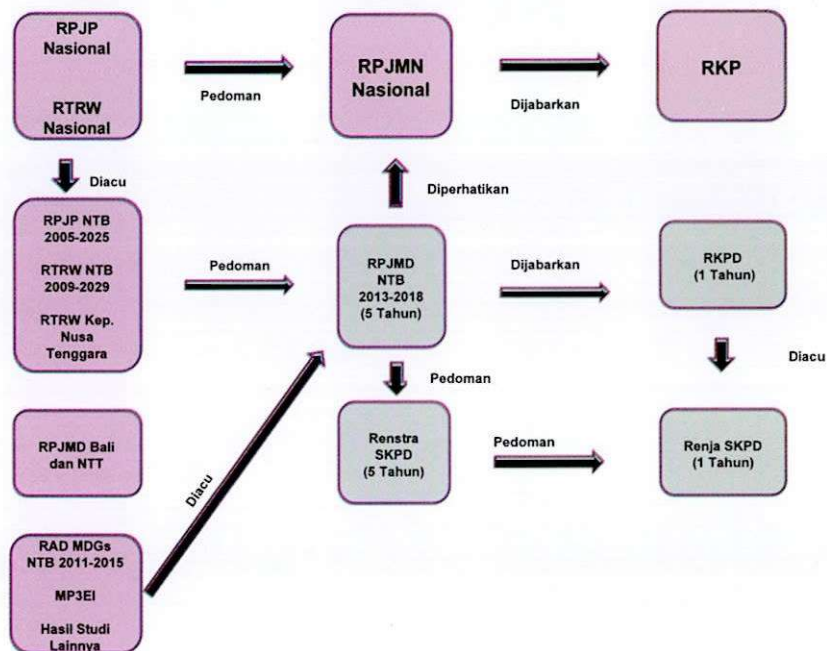 RPJP
Nasional
RTRW
Nasional
Pedoman
RPJMN
Nasional
Dijabarkan
RKP
Diacu
Diperhatikan
RPJP NTB
2005-2025
RTRW NTB
2009-2029
RTRW Kep.
Nusa
Tenggara
Pedoman
RPJMD
NTB
2013-2018
(5 Tahun)
Dijabarkan
RKPD
(1 Tahun)
Pedoman
Diacu
RPJMD Bali
dan NTT
Renstra
SKPD
(5 Tahun)
Pedoman
Renja SKPD
(1 Tahun)
Diacu
RAD MDGs
NTB 2011-2015
MP3EI
Hasil Studi
Lainnya